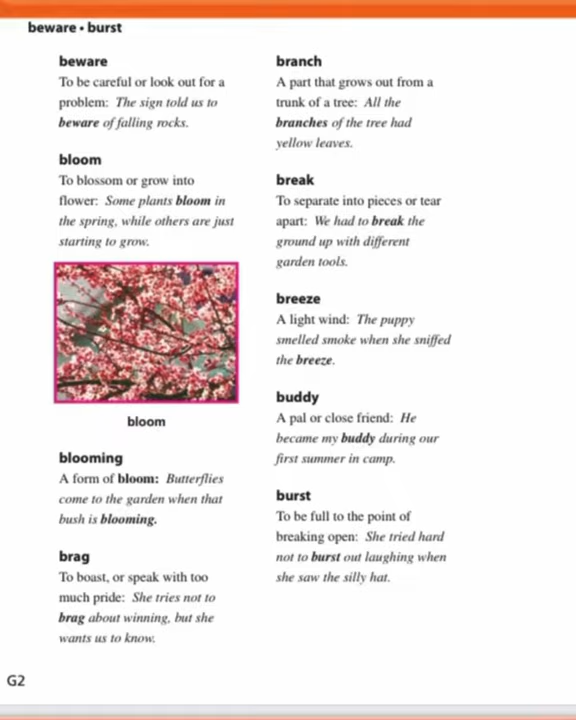 beware • burst
beware
To be careful or look out for a
problem: The sign told us to
beware of falling rocks.
bloom
To blossom or grow into
flower: Some plants bloom in
the spring, while others are just
starting to grow.
bloom
blooming
A form of bloom: Butterflies
come to the garden when that
bush is blooming.
brag
To boast, or speak with too
much pride: She tries not to
brag about winning, but she
wants us to know.
branch
A part that grows out from a
trunk of a tree: All the
branches of the tree had
yellow leaves.
break
To separate into pieces or tear
apart: We had to break the
ground up with different
garden tools.
breeze
A light wind: The puppy
smelled smoke when she sniffed
the breeze.
buddy
A pal or close friend: He
became my buddy during our
first summer in camp.
burst
To be full to the point of
breaking open: She tried hard
not to burst out laughing when
she saw the silly hat.
G2